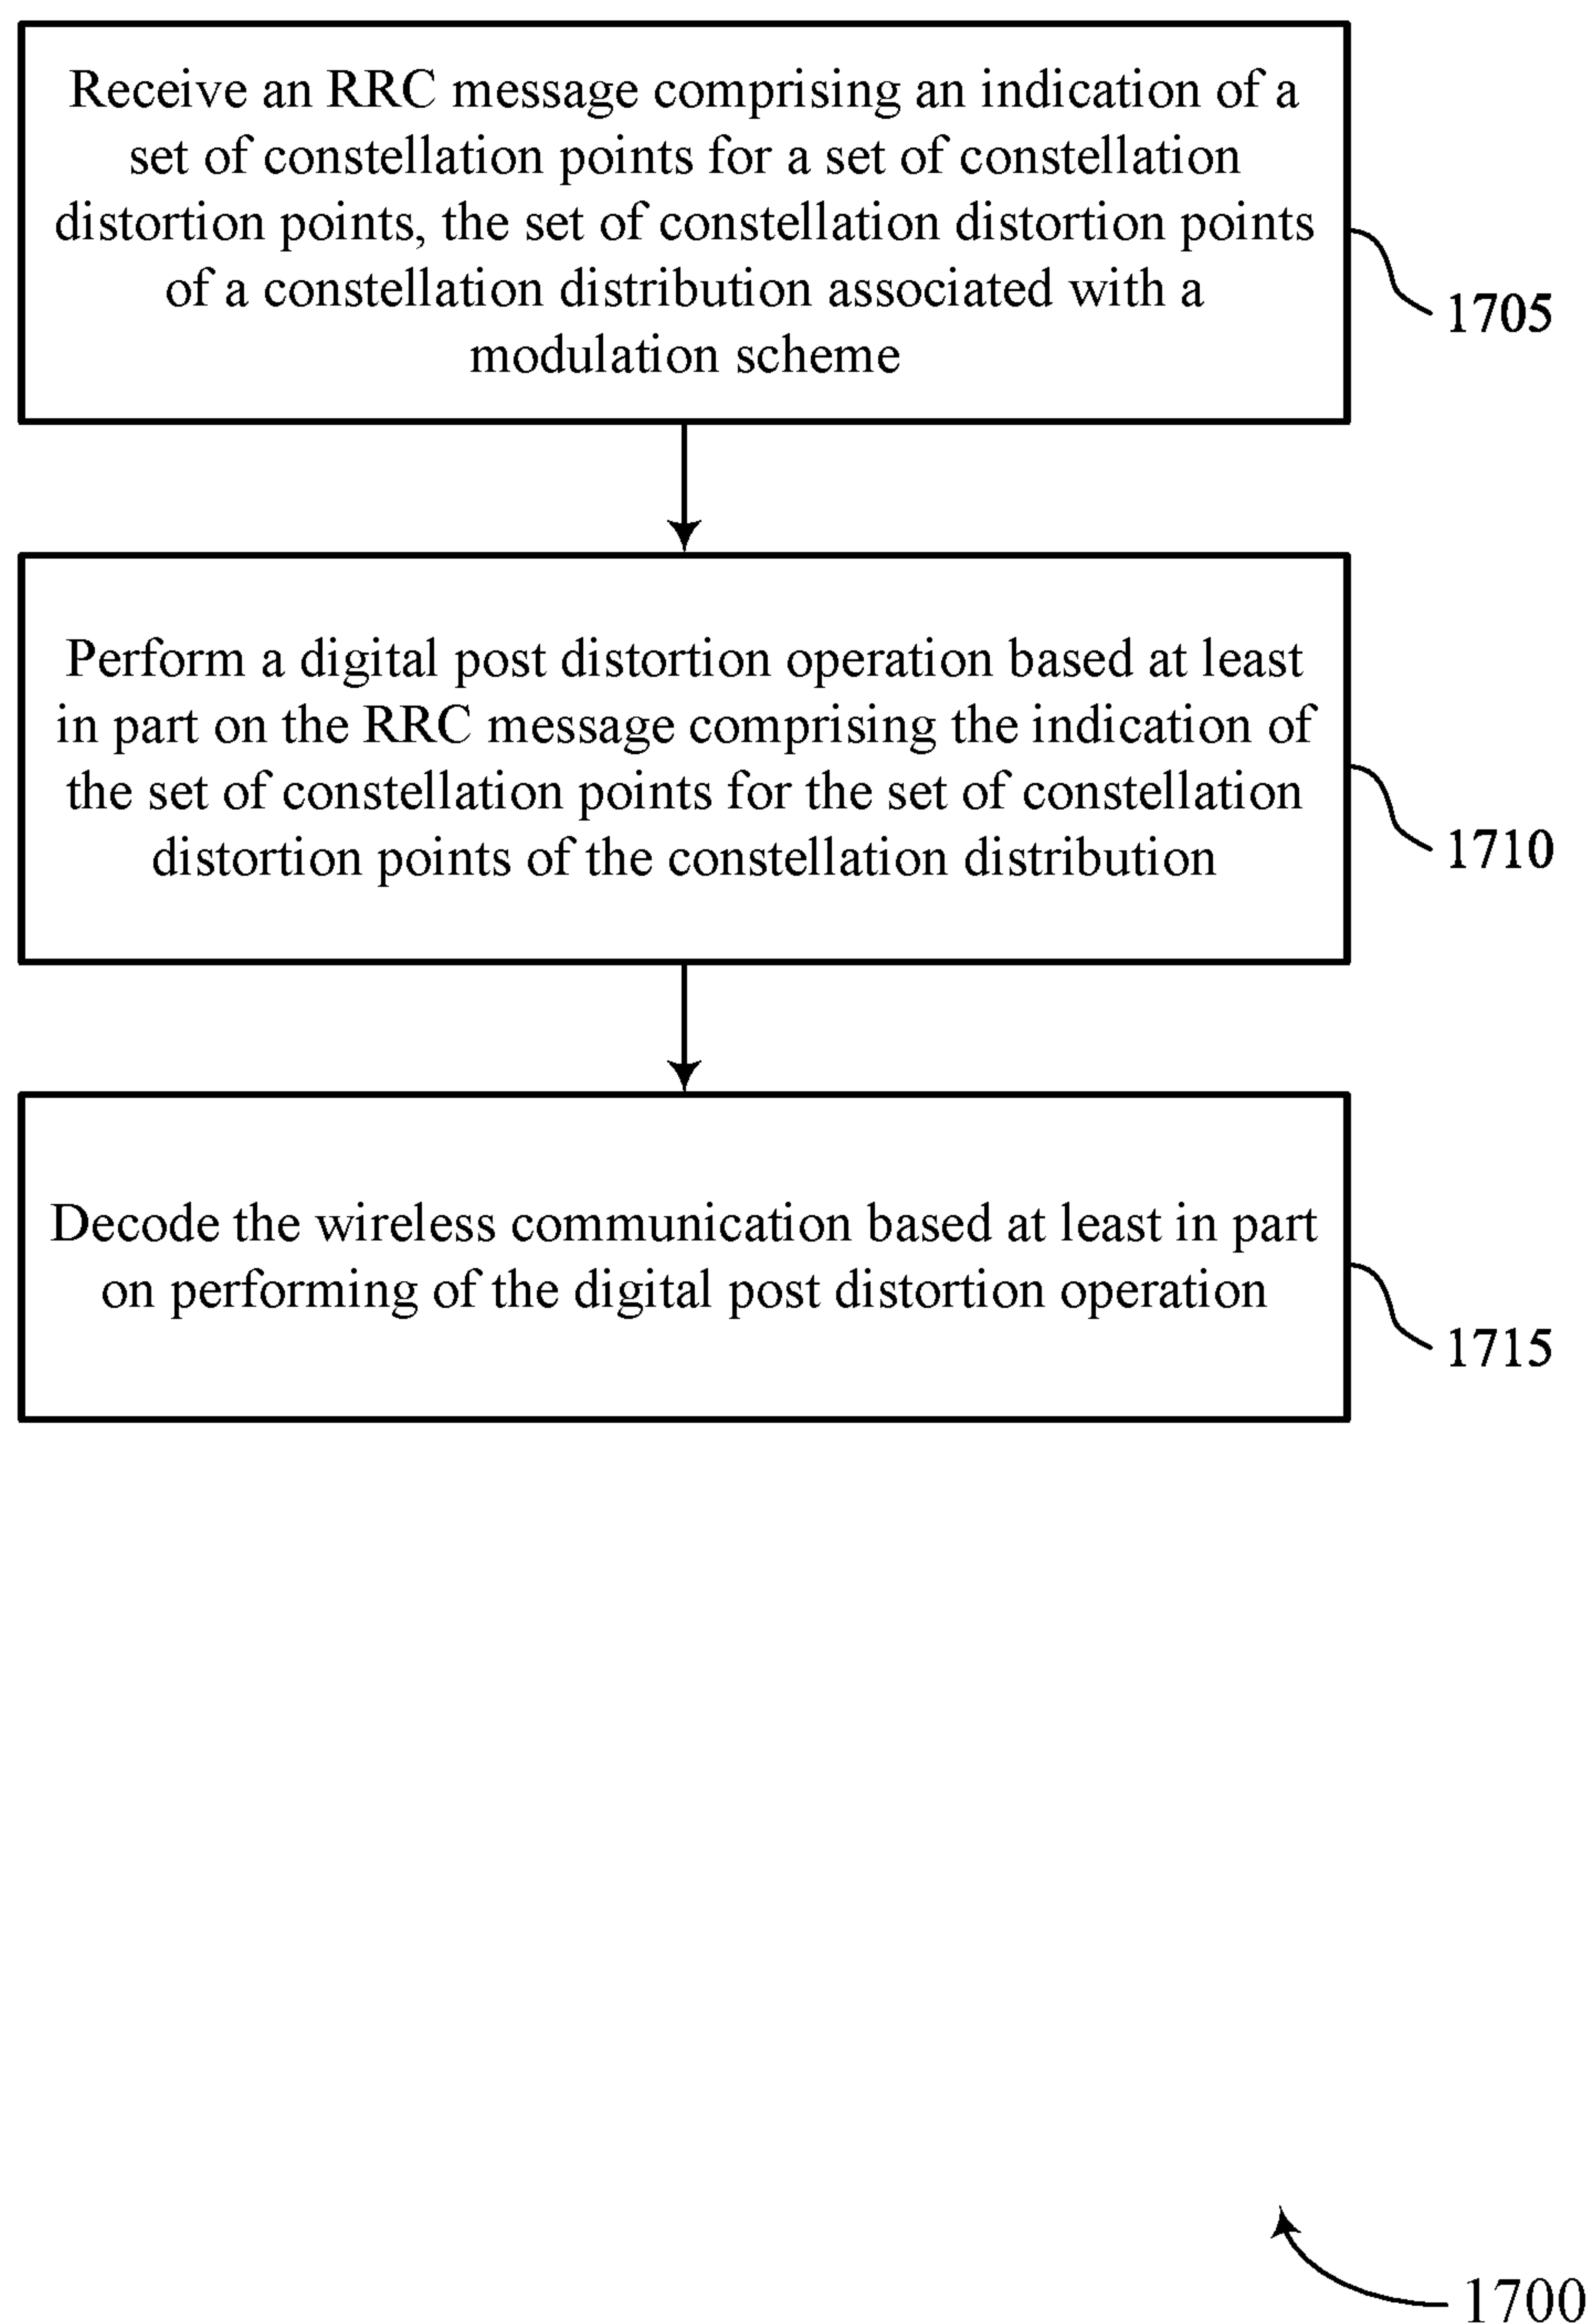 Receive an RRC message comprising an indication of a
set of constellation points for a set of constellation
distortion points, the set of constellation distortion points
of a constellation distribution associated with a
modulation scheme
1705
Perform a digital post distortion operation based at least
in part on the RRC message comprising the indication of
the set of constellation points for the set of constellation
distortion points of the constellation distribution
1710
Decode the wireless communication based at least in part
on performing of the digital post distortion operation
1715
1700